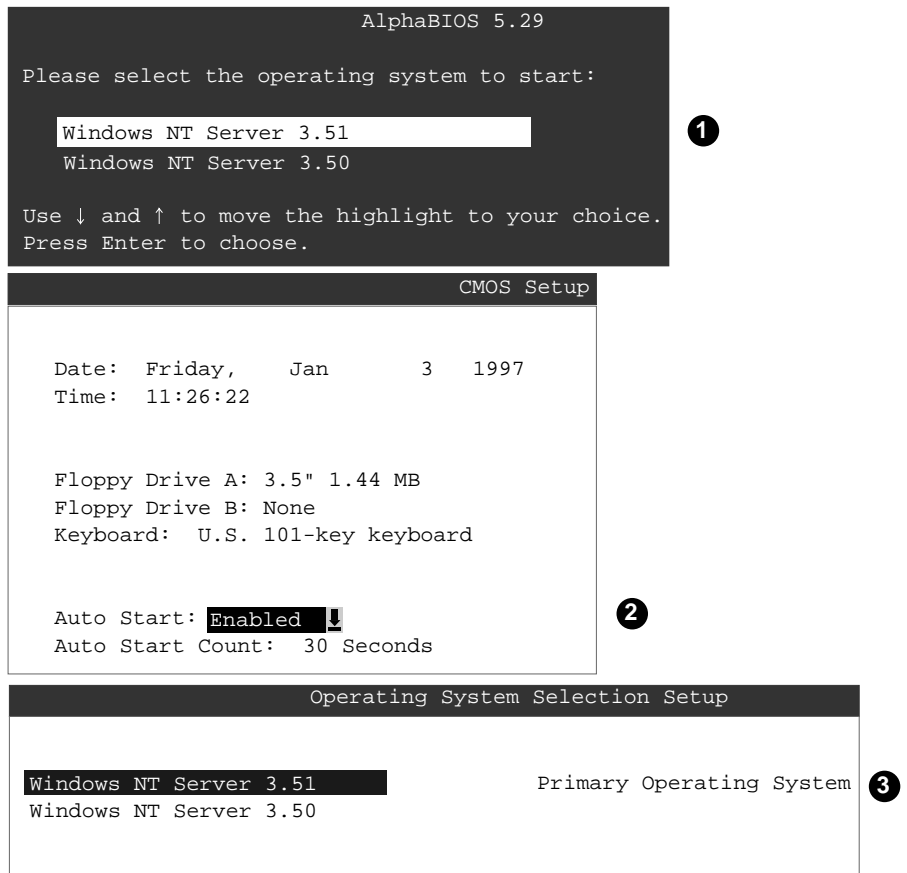 AlphaBIOS 5.29
Please select the operating system to start:
Windows NT Server 3.51
1
Windows NT Server 3.50
Use ↓ and ↑ to move the highlight to your choice.
Press Enter to choose.
CMOS Setup
Date: Friday, Jan 3 1997
Time: 11:26:22
Floppy Drive A: 3.5" 1.44 MB
Floppy Drive B: None
Keyboard: U.S. 101-key keyboard
Auto Start: Enabled ↓
2
Auto Start Count: 30 Seconds
Operating System Selection Setup
Windows NT Server 3.51 Primary Operating System
3
Windows NT Server 3.50